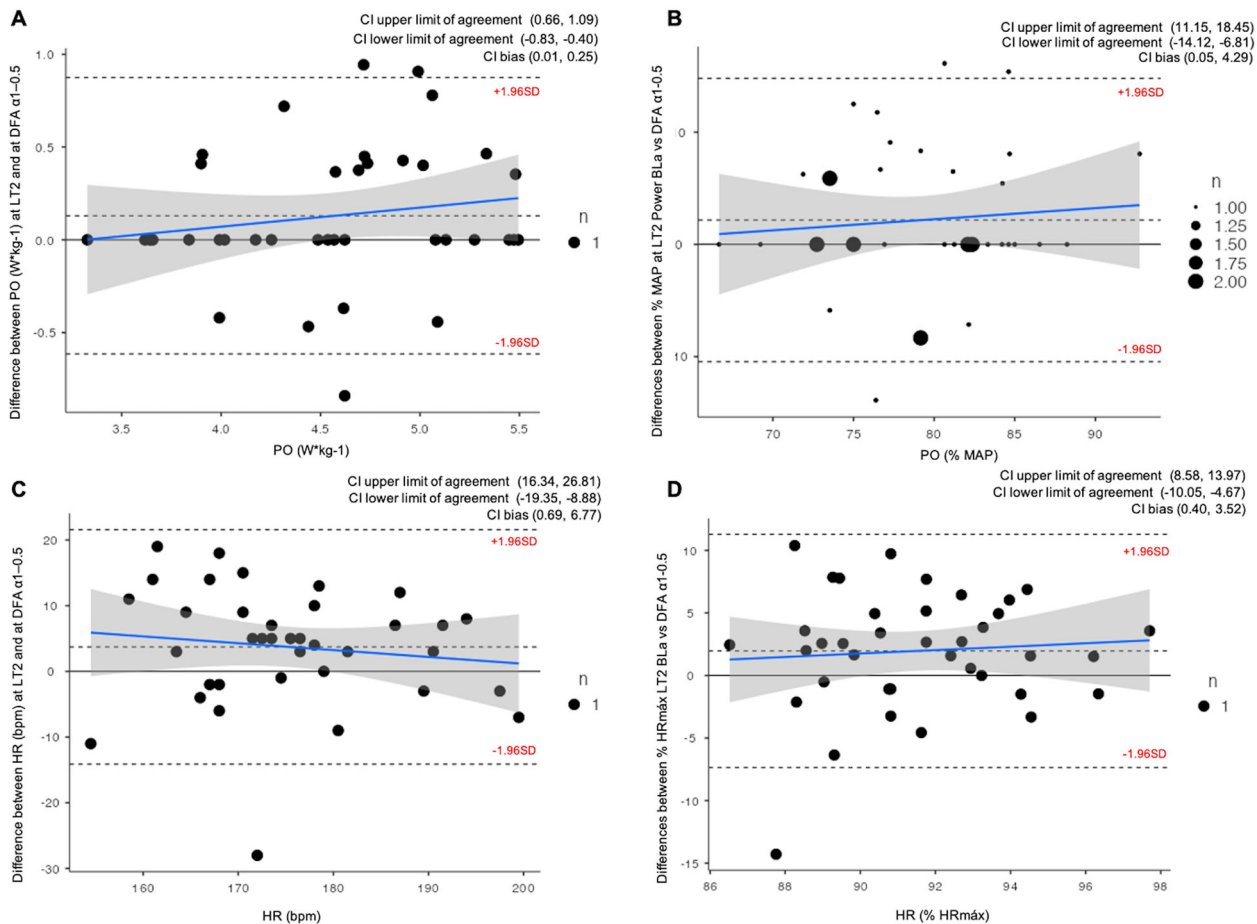 A
CI upper limit of agreement (0.66, 1.09)
CI lower limit of agreement (-0.83, -0.40)
CI bias (0.01, 0.25)
+1.96SD
-1.96SD
1.0
0.5
0.0
-0.5
3.5 4.0 4.5 5.0 5.5
PO (W*kg-1)
Difference between PO (W*kg-1) at LT2 and at DFA α1–0.5
n
1
B
CI upper limit of agreement (11.15, 18.45)
CI lower limit of agreement (-14.12, -6.81)
CI bias (0.05, 4.29)
+1.96SD
-1.96SD
0
0
10
70 75 80 85 90
PO (% MAP)
Differences between % MAP at LT2 Power BLa vs DFA α1-0.5
n
1.00
1.25
1.50
1.75
2.00
C
CI upper limit of agreement (16.34, 26.81)
CI lower limit of agreement (-19.35, -8.88)
CI bias (0.69, 6.77)
+1.96SD
-1.96SD
20
10
0
-10
-20
-30
160 170 180 190 200
HR (bpm)
Difference between HR (bpm) at LT2 and at DFA α1–0.5
n
1
D
CI upper limit of agreement (8.58, 13.97)
CI lower limit of agreement (-10.05, -4.67)
CI bias (0.40, 3.52)
+1.96SD
-1.96SD
10
5
0
-5
-10
-15
86 88 90 92 94 96 98
HR (% HRmáx)
Differences between % HRmáx LT2 BLa vs DFA α1-0.5
n
1